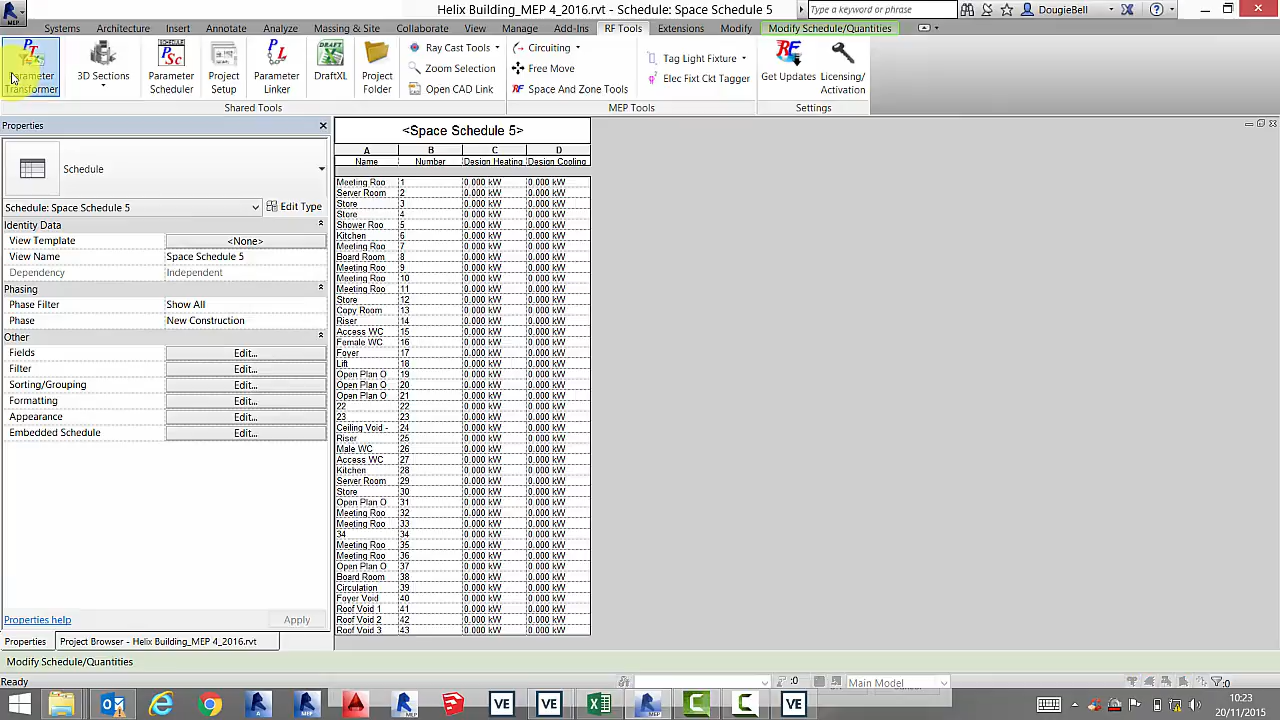 Helix Building_MEP 4_2016.rvt - Schedule: Space Schedule 5
Type a keyword or phrase
DougieBell
Systems Architecture Insert Annotate Analyze Massing & Site Collaborate View Manage Add-Ins RF Tools Extensions Modify Modify Schedule/Quantities
Parameter Transformer
3D Sections
Parameter Scheduler
Project Setup
Parameter Linker
DraftXL
Project Folder
Ray Cast Tools
Zoom Selection
Open CAD Link
Circuiting
Free Move
Space And Zone Tools
Tag Light Fixture
Elec Fixt Ckt Tagger
Get Updates
Licensing/ Activation
Shared Tools MEP Tools Settings
Properties
Schedule
Schedule: Space Schedule 5 Edit Type
Identity Data
View Template <None>
View Name Space Schedule 5
Dependency Independent
Phasing
Phase Filter Show All
Phase New Construction
Other
Fields Edit...
Filter Edit...
Sorting/Grouping Edit...
Formatting Edit...
Appearance Edit...
Embedded Schedule Edit...
Properties help Apply
Properties Project Browser - Helix Building_MEP 4_2016.rvt
<Space Schedule 5>
A B C D
Name Number Design Heating Design Cooling
Meeting Roo 1 0.000 kW 0.000 kW
Server Room 2 0.000 kW 0.000 kW
Store 3 0.000 kW 0.000 kW
Store 4 0.000 kW 0.000 kW
Shower Roo 5 0.000 kW 0.000 kW
Kitchen 6 0.000 kW 0.000 kW
Meeting Roo 7 0.000 kW 0.000 kW
Board Room 8 0.000 kW 0.000 kW
Meeting Roo 9 0.000 kW 0.000 kW
Meeting Roo 10 0.000 kW 0.000 kW
Meeting Roo 11 0.000 kW 0.000 kW
Store 12 0.000 kW 0.000 kW
Copy Room 13 0.000 kW 0.000 kW
Riser 14 0.000 kW 0.000 kW
Access WC 15 0.000 kW 0.000 kW
Female WC 16 0.000 kW 0.000 kW
Foyer 17 0.000 kW 0.000 kW
Lift 18 0.000 kW 0.000 kW
Open Plan O 19 0.000 kW 0.000 kW
Open Plan O 20 0.000 kW 0.000 kW
Open Plan O 21 0.000 kW 0.000 kW
22 22 0.000 kW 0.000 kW
23 23 0.000 kW 0.000 kW
Ceiling Void - 24 0.000 kW 0.000 kW
Riser 25 0.000 kW 0.000 kW
Male WC 26 0.000 kW 0.000 kW
Access WC 27 0.000 kW 0.000 kW
Kitchen 28 0.000 kW 0.000 kW
Server Room 29 0.000 kW 0.000 kW
Store 30 0.000 kW 0.000 kW
Open Plan O 31 0.000 kW 0.000 kW
Meeting Roo 32 0.000 kW 0.000 kW
Meeting Roo 33 0.000 kW 0.000 kW
34 34 0.000 kW 0.000 kW
Meeting Roo 35 0.000 kW 0.000 kW
Meeting Roo 36 0.000 kW 0.000 kW
Open Plan O 37 0.000 kW 0.000 kW
Board Room 38 0.000 kW 0.000 kW
Circulation 39 0.000 kW 0.000 kW
Foyer Void 40 0.000 kW 0.000 kW
Roof Void 1 41 0.000 kW 0.000 kW
Roof Void 2 42 0.000 kW 0.000 kW
Roof Void 3 43 0.000 kW 0.000 kW
Modify Schedule/Quantities
Ready :0 Main Model :0
10:23
20/11/2015